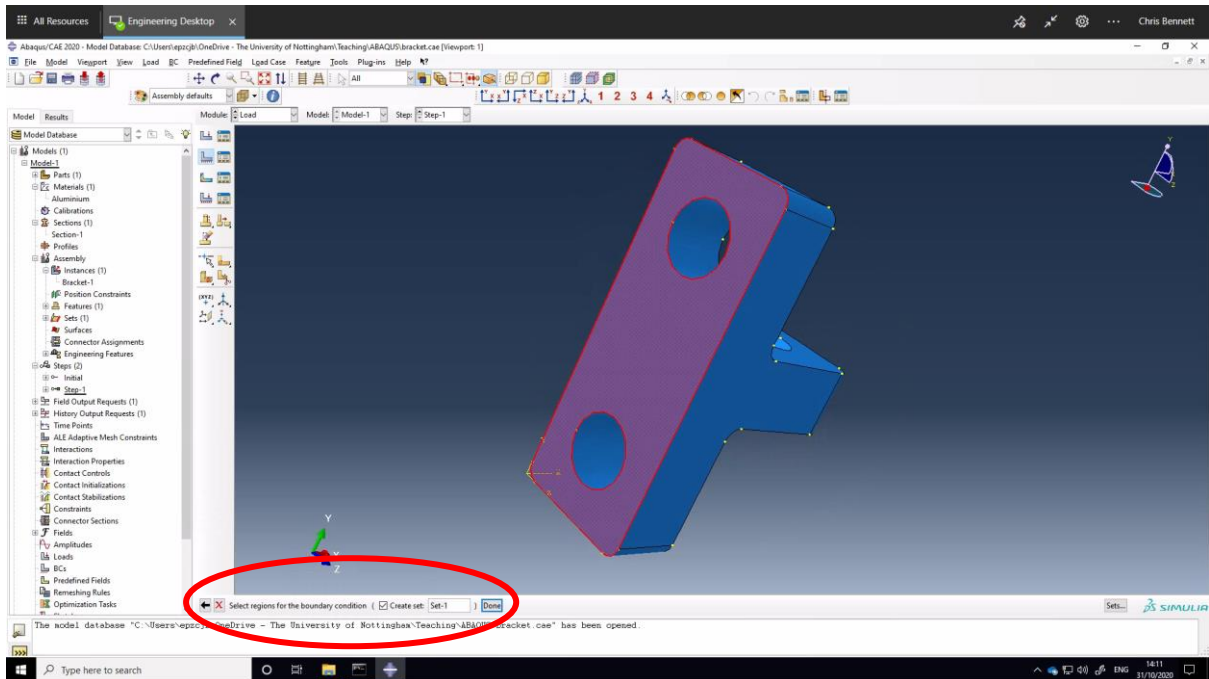 All Resources
Engineering Desktop
Chris Bennett
Abaqus/CAE 2020 - Model Database: C:\Users\epzcjb\OneDrive - The University of Nottingham\Teaching\ABAQUS\bracket.cae [Viewport: 1]
File Model Viewport View Load BC Predefined Field Load Case Feature Tools Plug-ins Help
All
Assembly defaults
1 2 3 4
Model Results
Module: Load Model: Model-1 Step: Step-1
Model Database
Models (1)
Model-1
Parts (1)
Materials (1)
Aluminium
Calibrations
Sections (1)
Section-1
Profiles
Assembly
Instances (1)
Bracket-1
Position Constraints
Features (1)
Sets (1)
Surfaces
Connector Assignments
Engineering Features
Steps (2)
Initial
Step-1
Field Output Requests (1)
History Output Requests (1)
Time Points
ALE Adaptive Mesh Constraints
Interactions
Interaction Properties
Contact Controls
Contact Initializations
Contact Stabilizations
Constraints
Connector Sections
Fields
Amplitudes
Loads
BCs
Predefined Fields
Remeshing Rules
Optimization Tasks
(XYZ)
Y
Z
Y
X
Z
Select regions for the boundary condition ( Create set: Set-1 ) Done
Sets...
SIMULIA
The model database "C:\Users\epzcjb\OneDrive - The University of Nottingham\Teaching\ABAQUS\bracket.cae" has been opened.
>>>
Type here to search
ENG
14:11
31/10/2020